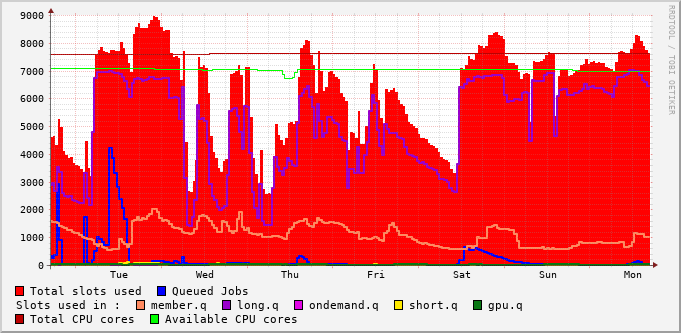 9000
8000
7000
6000
5000
4000
3000
2000
1000
0
Tue Wed Thu Fri Sat Sun Mon
Total slots used Queued Jobs
Slots used in : member.q long.q ondemand.q short.q gpu.q
Total CPU cores Available CPU cores
RRDTOOL / TOBI OETIKER